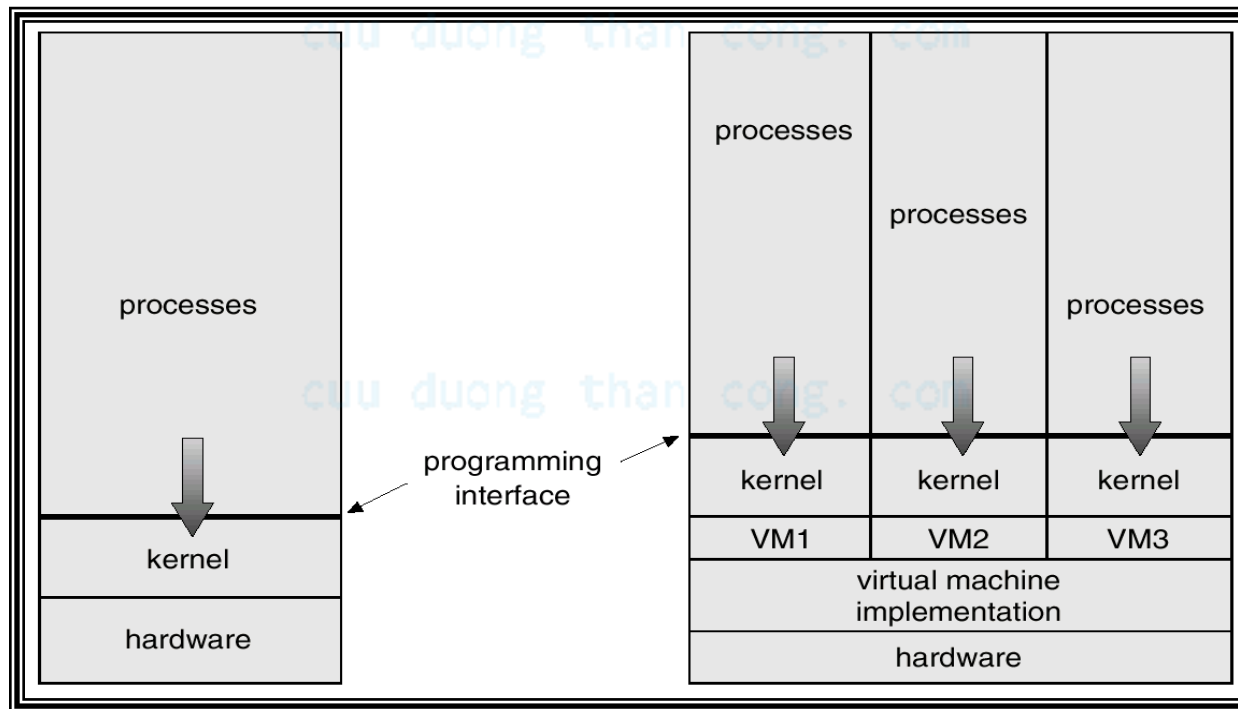 cuu duong than cong. com
processes
kernel
hardware
programming
interface
processes
processes
processes
cuu duong than cong. com
kernel
kernel
kernel
VM1
VM2
VM3
virtual machine
implementation
hardware